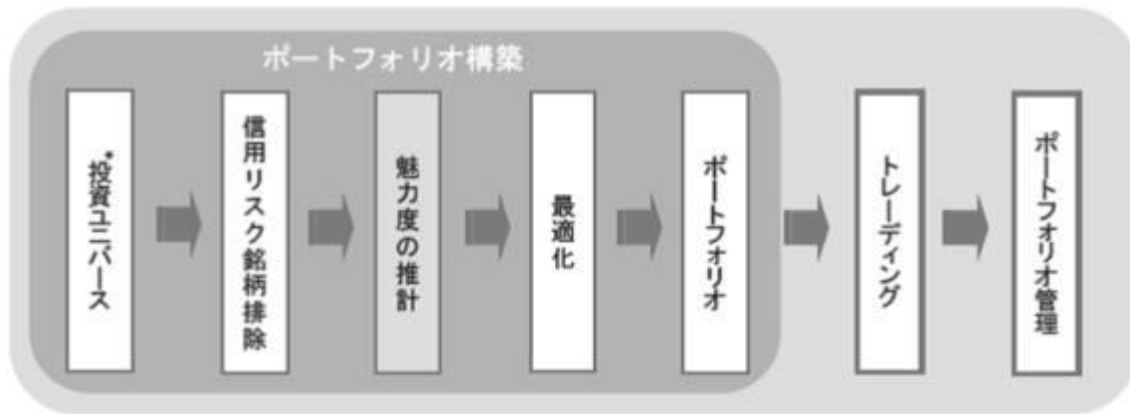 ポートフォリオ構築
*投資ユニバース
信用リスク銘柄排除
魅力度の推計
最適化
ポートフォリオ
トレーディング
ポートフォリオ管理